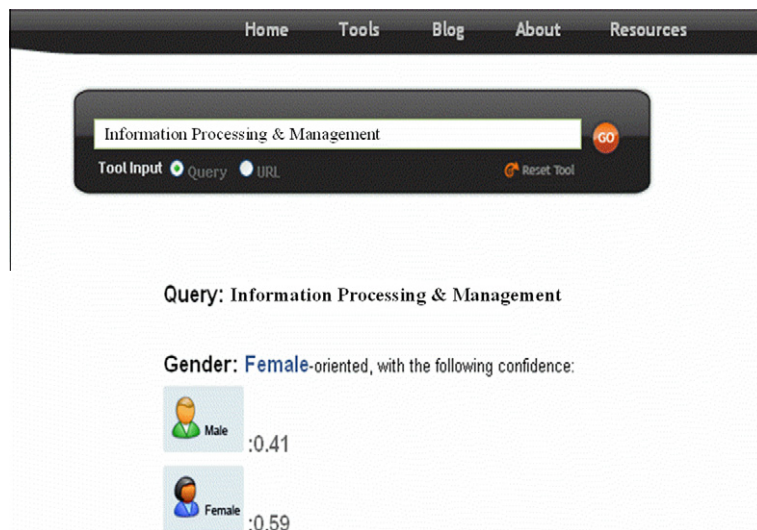 Home Tools Blog About Resources
Information Processing & Management GO
Tool Input Query URL Reset Tool
Query: Information Processing & Management
Gender: Female-oriented, with the following confidence:
Male :0.41
Female :0.59